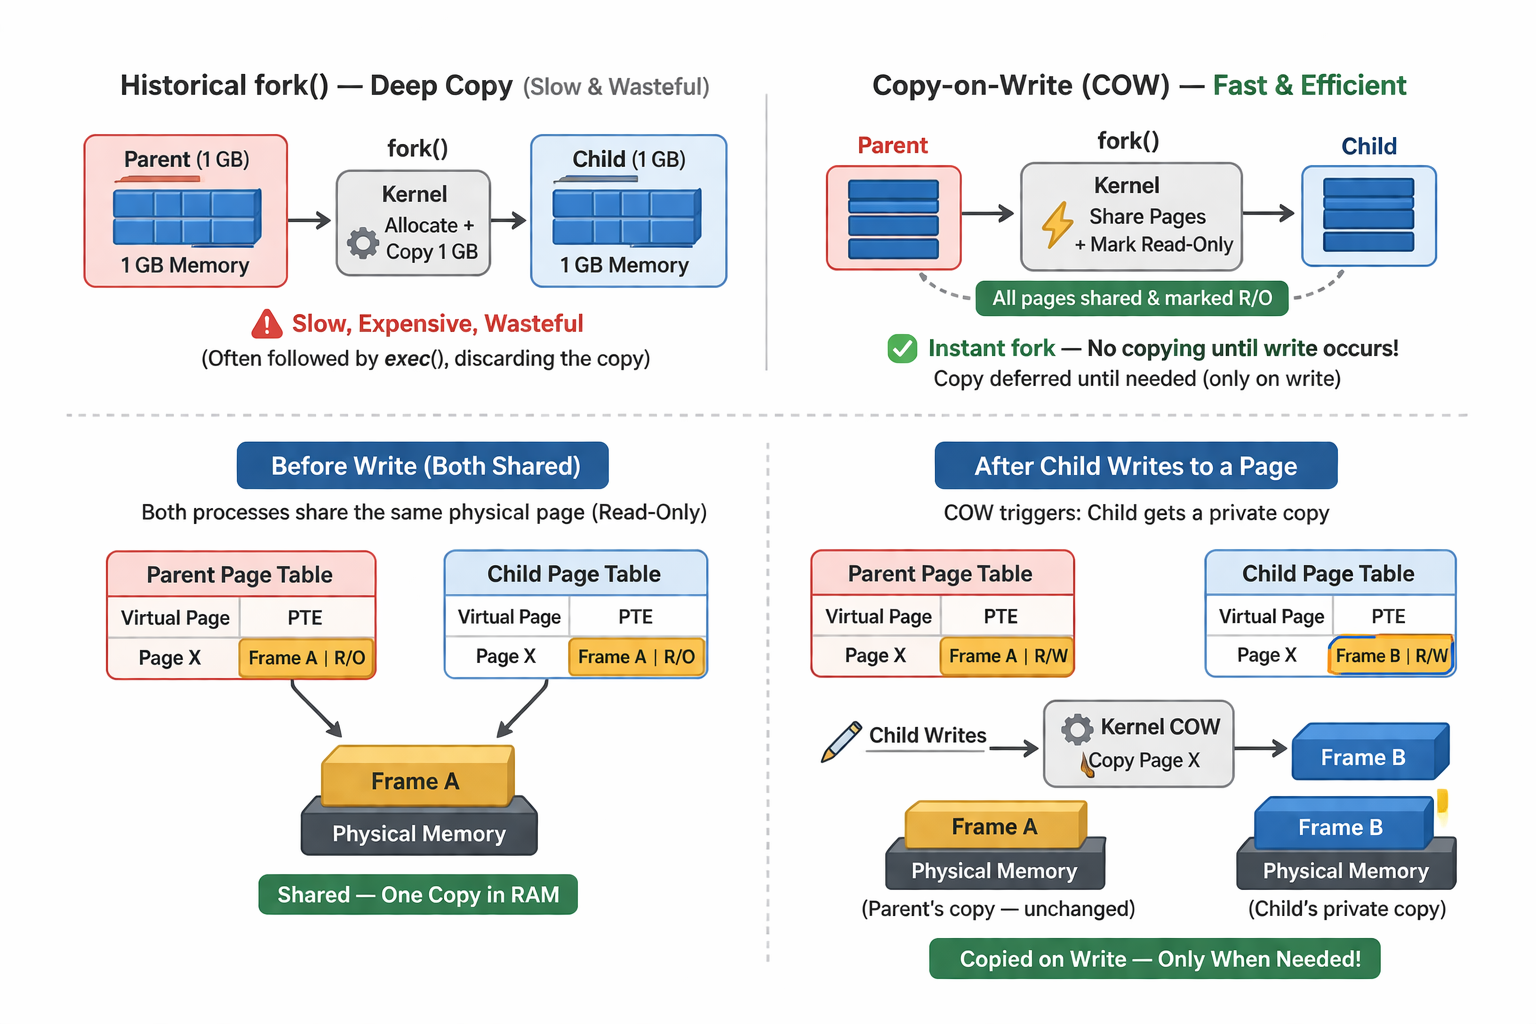 Historical fork() — Deep Copy (Slow & Wasteful)
Parent (1 GB)
1 GB Memory
fork()
Kernel
Allocate +
Copy 1 GB
Child (1 GB)
1 GB Memory
Slow, Expensive, Wasteful
(Often followed by exec(), discarding the copy)
Copy-on-Write (COW) — Fast & Efficient
Parent
fork()
Kernel
Share Pages
+ Mark Read-Only
Child
All pages shared & marked R/O
Instant fork — No copying until write occurs!
Copy deferred until needed (only on write)
Before Write (Both Shared)
Both processes share the same physical page (Read-Only)
Parent Page Table
Virtual Page PTE
Page X Frame A | R/O
Child Page Table
Virtual Page PTE
Page X Frame A | R/O
Frame A
Physical Memory
Shared — One Copy in RAM
After Child Writes to a Page
COW triggers: Child gets a private copy
Parent Page Table
Virtual Page PTE
Page X Frame A | R/W
Child Page Table
Virtual Page PTE
Page X Frame B | R/W
Child Writes
Kernel COW
Copy Page X
Frame B
Frame A
Physical Memory
(Parent's copy — unchanged)
Frame B
Physical Memory
(Child's private copy)
Copied on Write — Only When Needed!